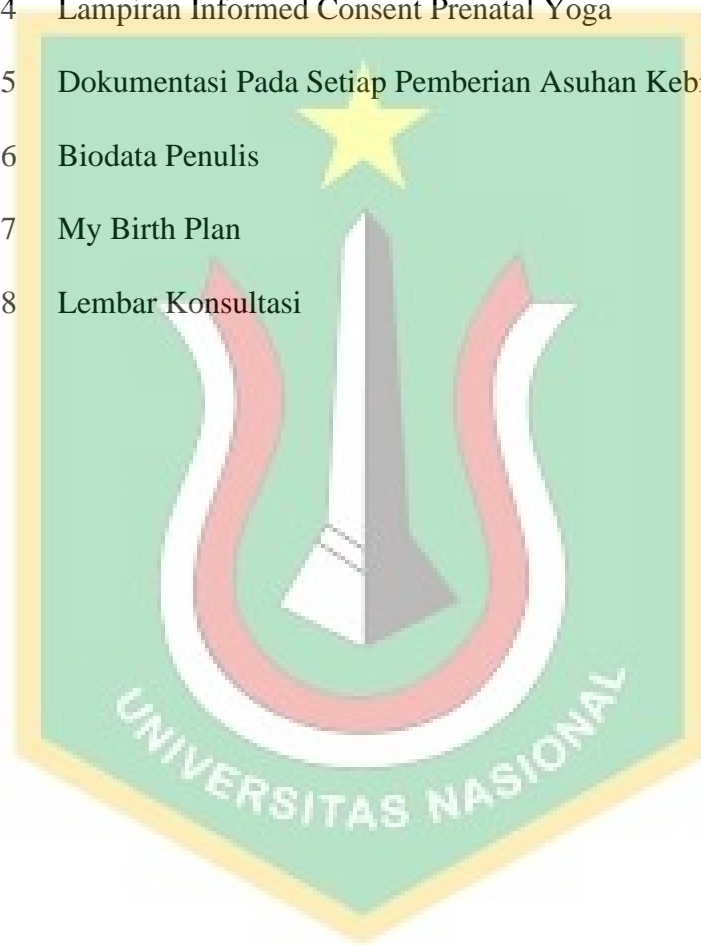 4 Lampiran Informed Consent Prenatal Yoga
5 Dokumentasi Pada Setiap Pemberian Asuhan
6 Biodata Penulis
7 My Birth Plan
8 Lembar Konsultasi
UNIVERSITAS NASIONAL